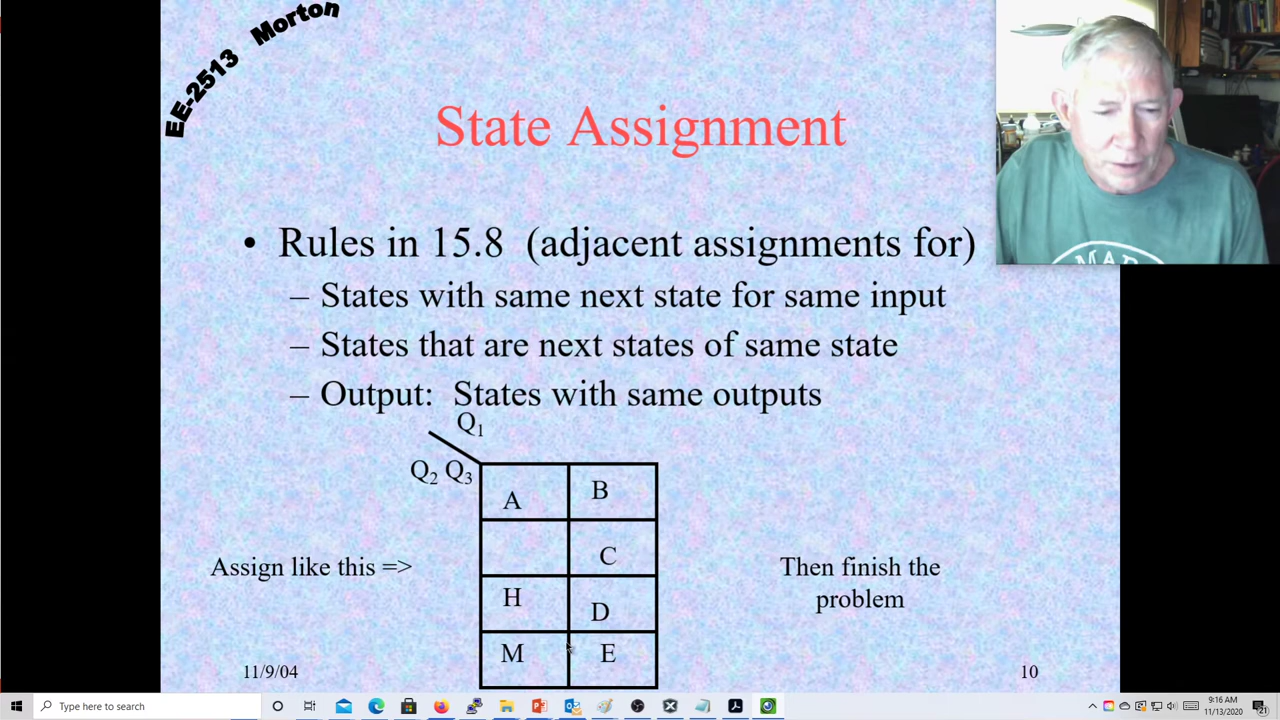 EE-2513 Morton
State Assignment
• Rules in 15.8 (adjacent assignments for)
– States with same next state for same input
– States that are next states of same state
– Output: States with same outputs
Q1
Q2 Q3
A B
C
H D
M E
Assign like this =>
Then finish the
problem
11/9/04
10
MAR
Type here to search
9:16 AM
11/13/2020
21